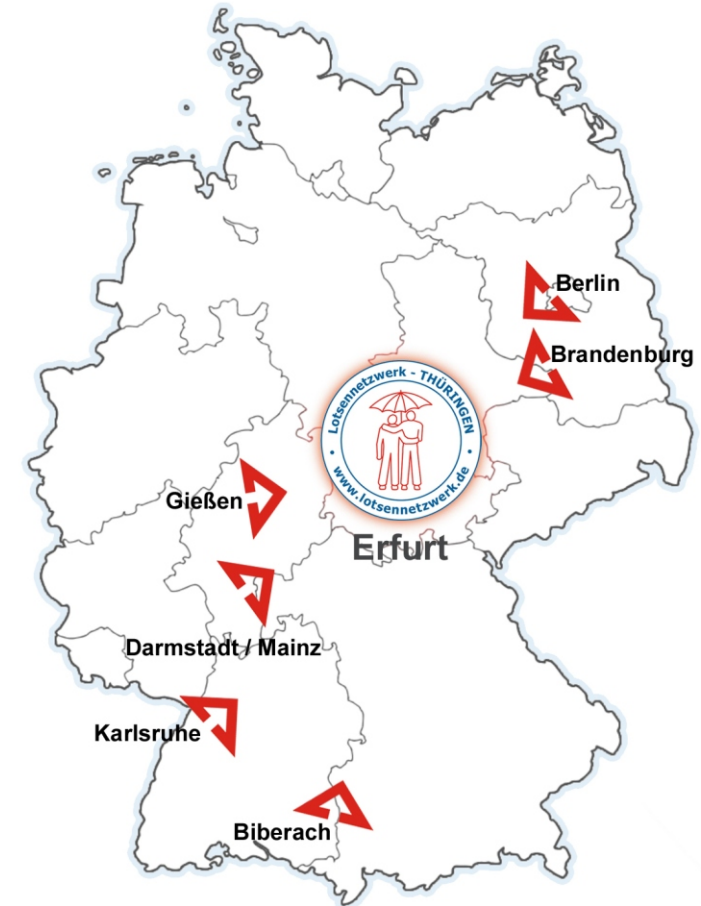 Berlin
Brandenburg
Lotsennetzwerk - THÜRINGEN
www.lotsennetzwerk.de
Gießen
Erfurt
Darmstadt / Mainz
Karlsruhe
Biberach